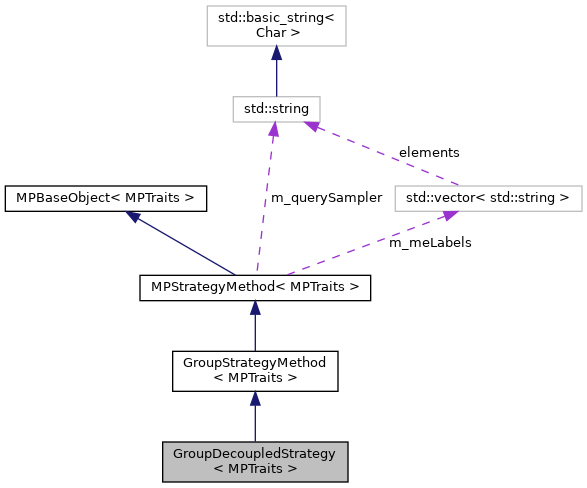 std::basic_string<
Char >
std::string
elements
MPBaseObject< MPTraits >
m_querySampler
std::vector< std::string >
m_meLabels
MPStrategyMethod< MPTraits >
GroupStrategyMethod
< MPTraits >
GroupDecoupledStrategy
< MPTraits >